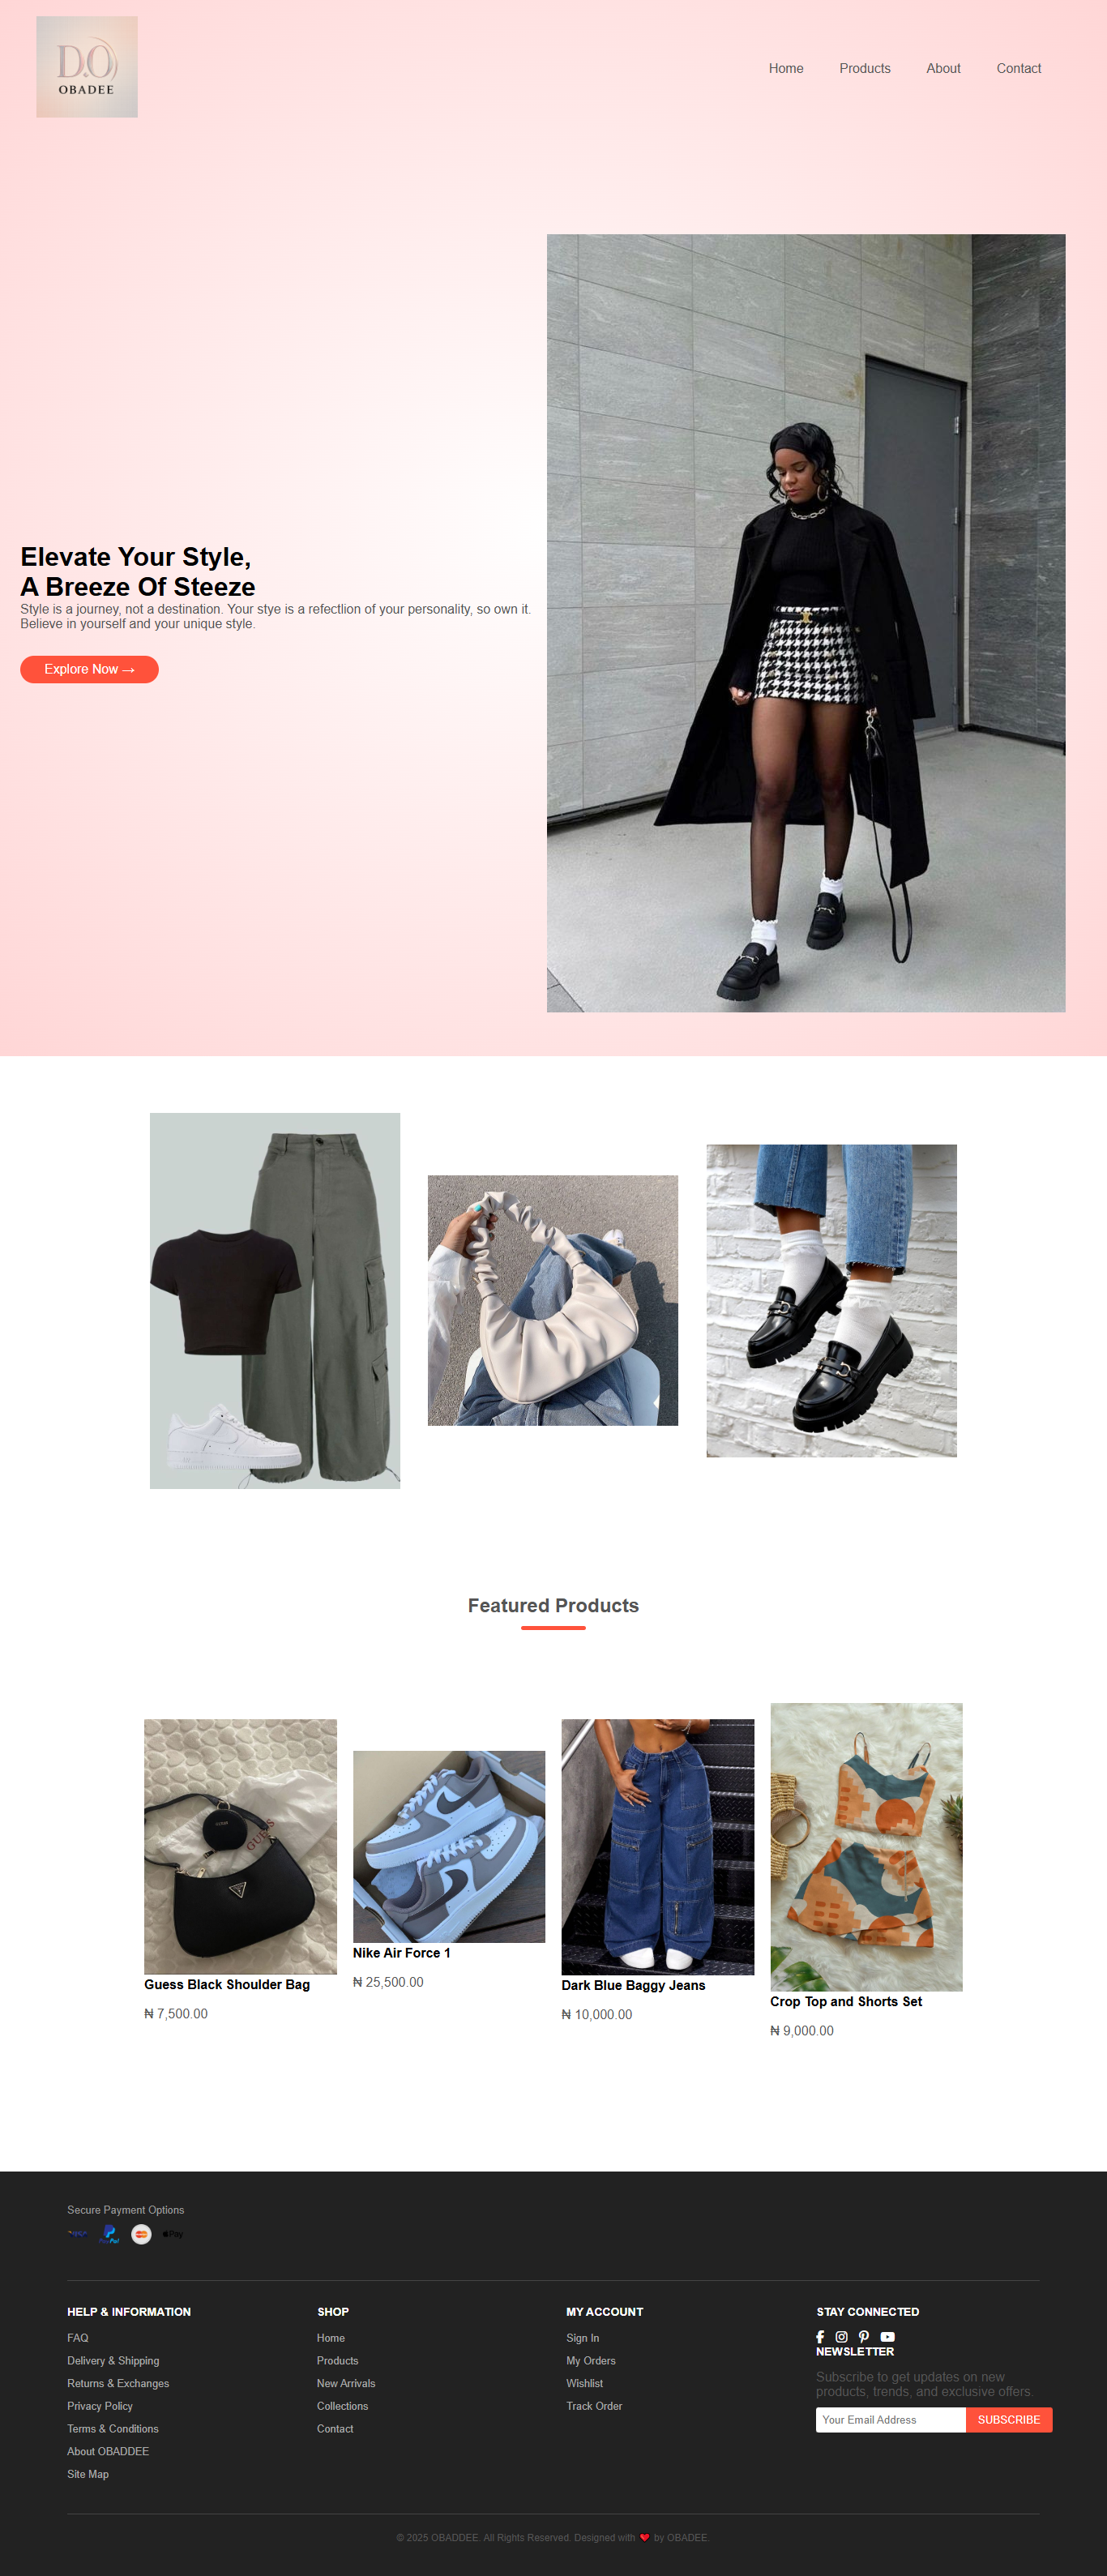 D.O
OBADEE
Home
Products
About
Contact
Elevate Your Style,
A Breeze Of Steeze
Style is a journey, not a destination. Your stye is a refectlion of your personality, so own it.
Believe in yourself and your unique style.
Explore Now →
Featured Products
GUESS
Guess Black Shoulder Bag
₦ 7,500.00
Nike Air Force 1
₦ 25,500.00
Dark Blue Baggy Jeans
₦ 10,000.00
Crop Top and Shorts Set
₦ 9,000.00
Secure Payment Options
PayPal
Pay
HELP & INFORMATION
FAQ
Delivery & Shipping
Returns & Exchanges
Privacy Policy
Terms & Conditions
About OBADDEE
Site Map
SHOP
Home
Products
New Arrivals
Collections
Contact
MY ACCOUNT
Sign In
My Orders
Wishlist
Track Order
STAY CONNECTED
NEWSLETTER
Subscribe to get updates on new
products, trends, and exclusive offers.
Your Email Address
SUBSCRIBE
© 2025 OBADDEE. All Rights Reserved. Designed with ❤ by OBADEE